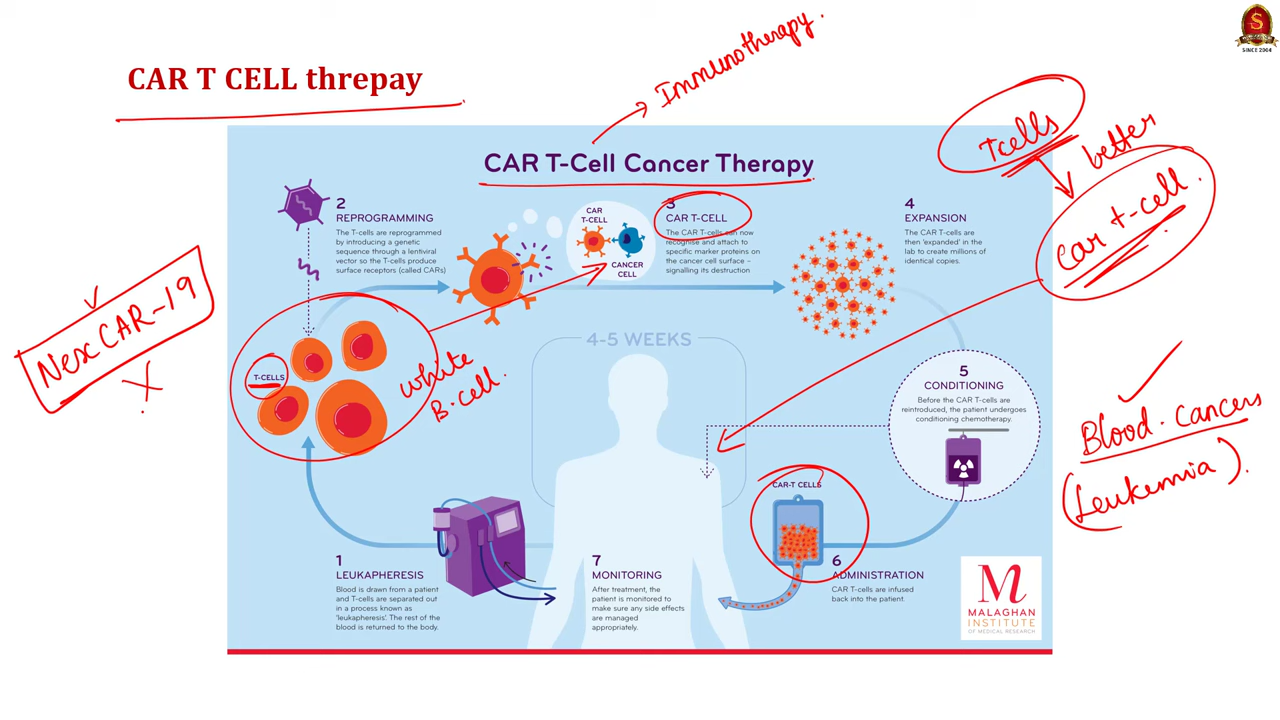 S
SINCE 2004
CAR T CELL threpay
Immunotherapy.
T cells
better
Car t-cell.
NexCAR-19
X
White
B.cell.
Blood. cancers
(Leukemia).
CAR T-Cell Cancer Therapy
2
REPROGRAMMING
The T-cells are reprogrammed
by introducing a genetic
sequence through a lentiviral
vector so the T-cells produce
surface receptors (called CARs)
CAR
T-CELL
CANCER
CELL
3
CAR T-CELL
The CAR T-cells can now
recognise and attach to
specific marker proteins on
the cancer cell surface –
signalling its destruction
4
EXPANSION
The CAR T-cells are
then 'expanded' in the
lab to create millions of
identical copies.
T-CELLS
4-5 WEEKS
5
CONDITIONING
Before the CAR T-cells are
reintroduced, the patient undergoes
conditioning chemotherapy.
CAR-T CELLS
1
LEUKAPHERESIS
Blood is drawn from a patient
and T-cells are separated out
in a process known as
'leukapheresis'. The rest of the
blood is returned to the body.
7
MONITORING
After treatment, the
patient is monitored to
make sure any side effects
are managed
appropriately.
6
ADMINISTRATION
CAR T-cells are infused
back into the patient.
M
MALAGHAN
INSTITUTE
OF MEDICAL RESEARCH